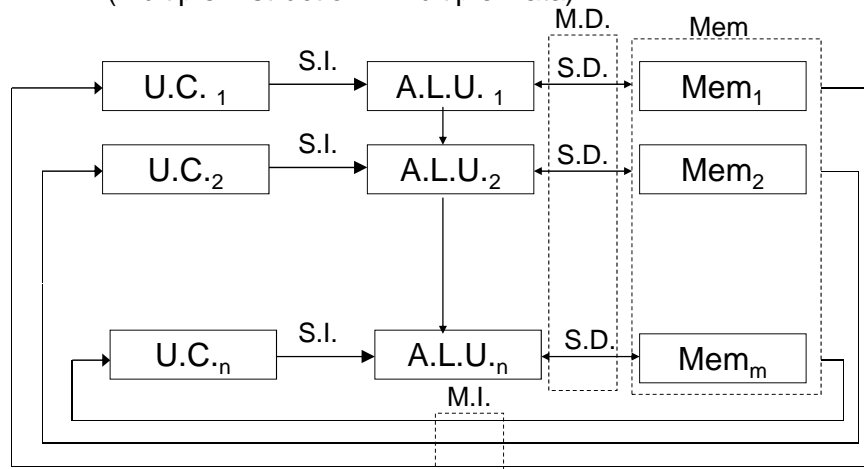 M.D.
Mem
U.C. 1 S.I. A.L.U. 1 S.D. Mem1
U.C.2 S.I. A.L.U.2 S.D. Mem2
U.C.n S.I. A.L.U.n S.D. Memm
M.I.